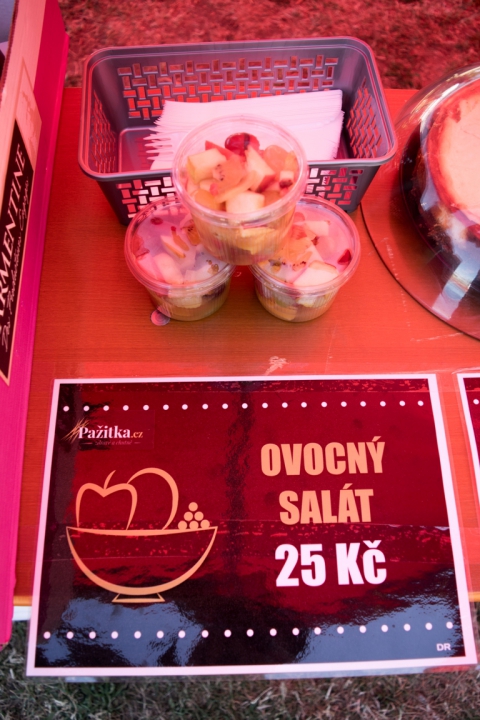 Pažitka.cz
OVOCNÝ
SALÁT
25 Kč
DR